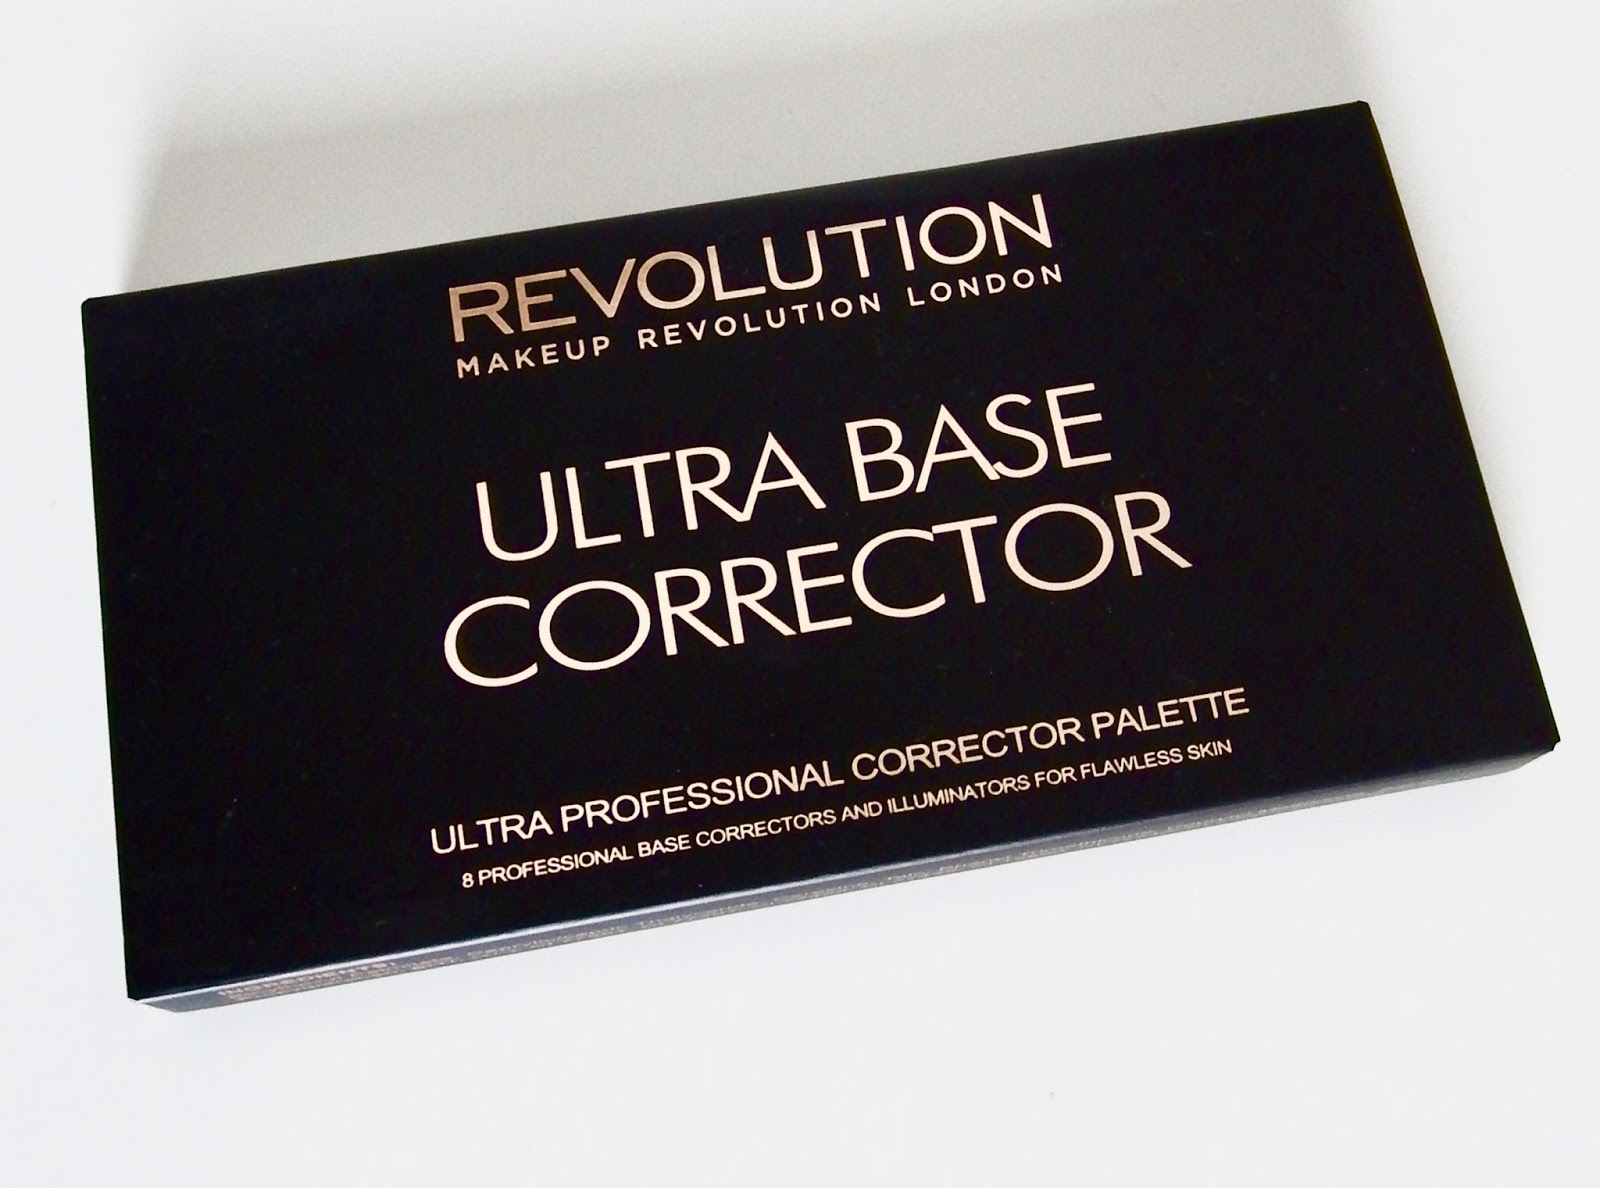 REVOLUTION
MAKEUP REVOLUTION LONDON
ULTRA BASE
CORRECTOR
ULTRA PROFESSIONAL CORRECTOR PALETTE
8 PROFESSIONAL BASE CORRECTORS AND ILLUMINATORS FOR FLAWLESS SKIN
INGREDIENTS: